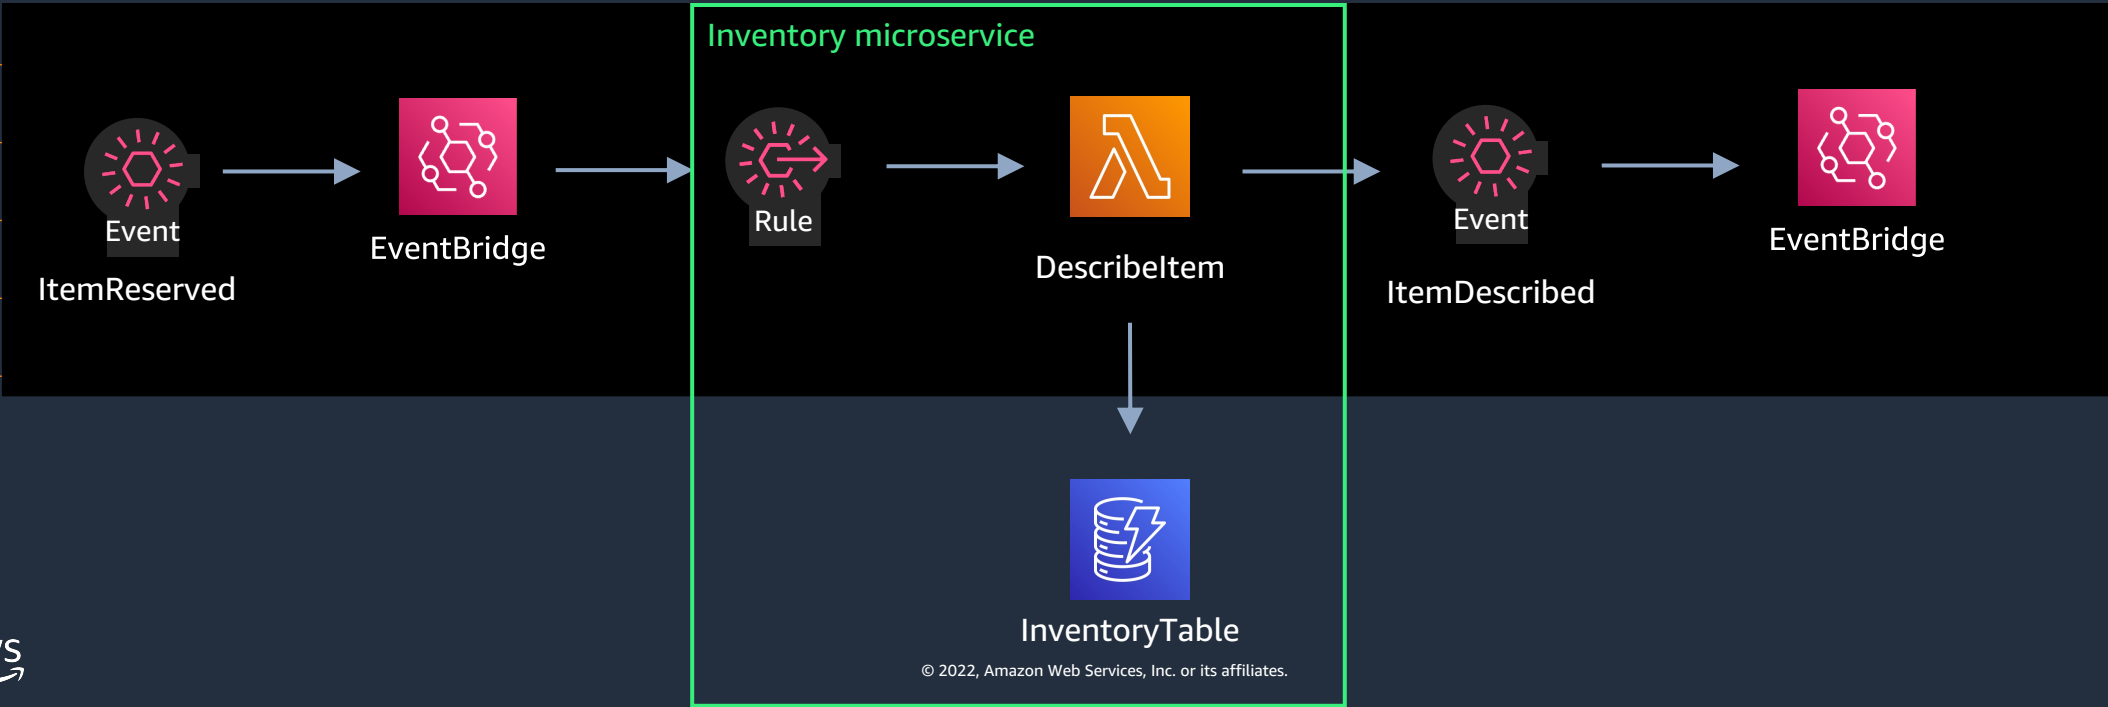 Inventory microservice
Event
ItemReserved
EventBridge
Rule
DescribeItem
Event
ItemDescribed
EventBridge
InventoryTable
© 2022, Amazon Web Services, Inc. or its affiliates.